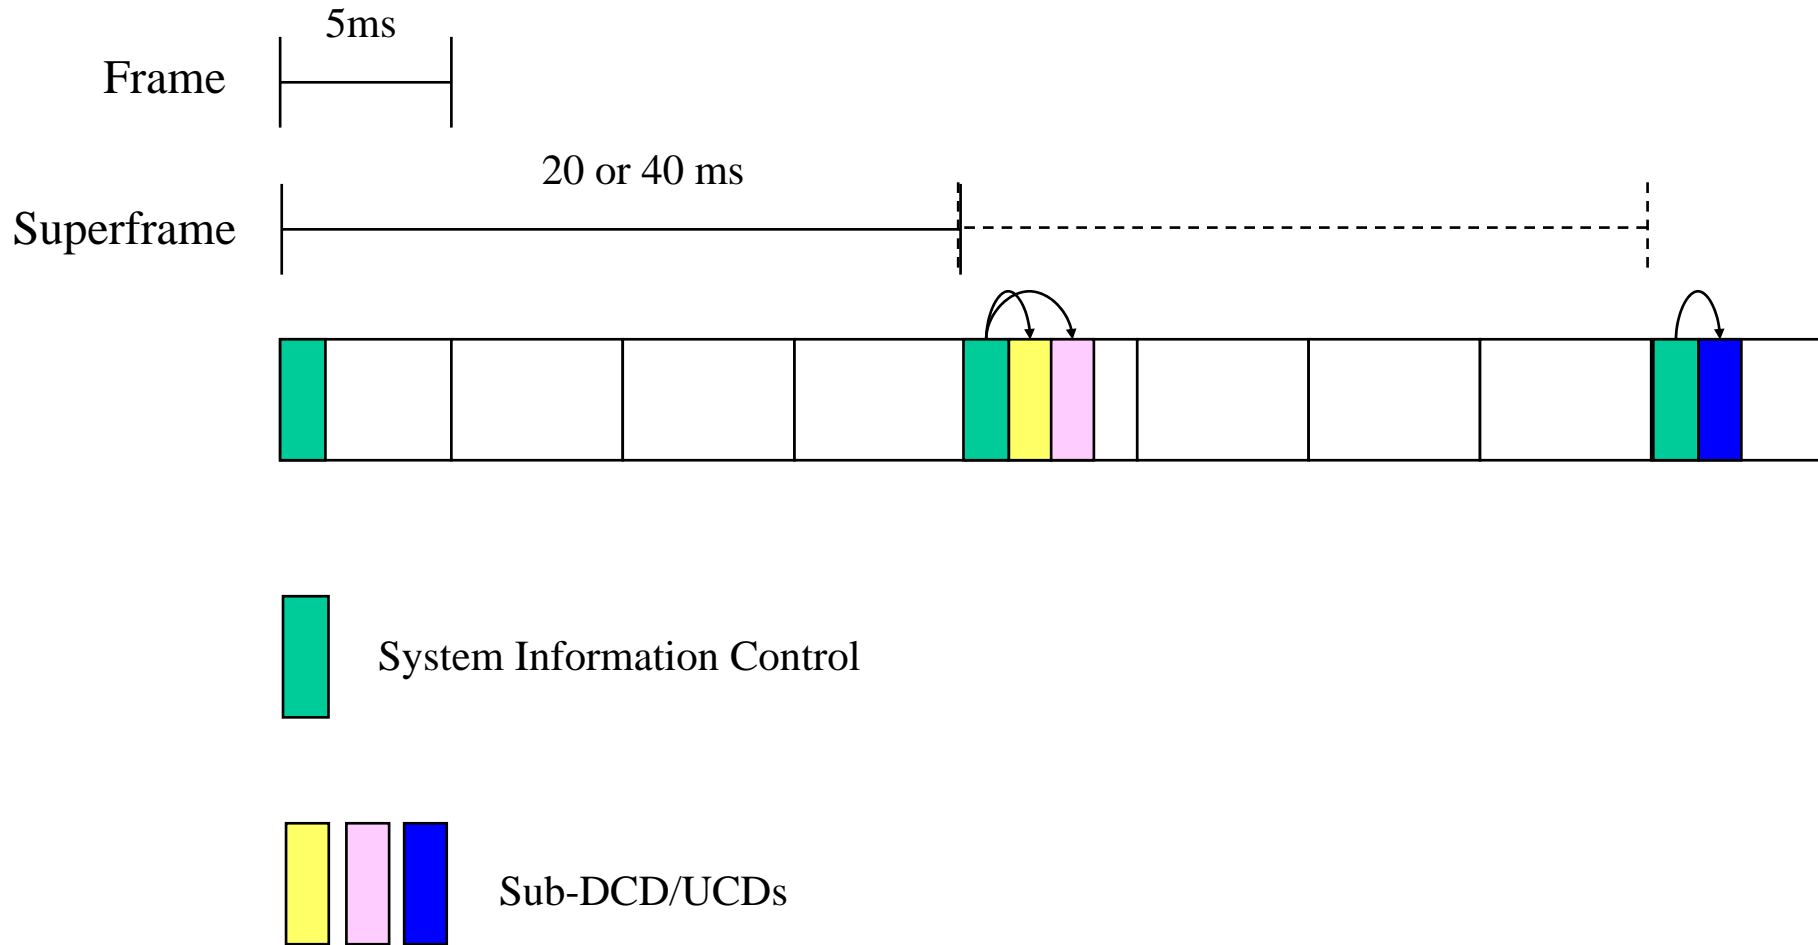 5ms
Frame
20 or 40 ms
Superframe
System Information Control
Sub-DCD/UCDs